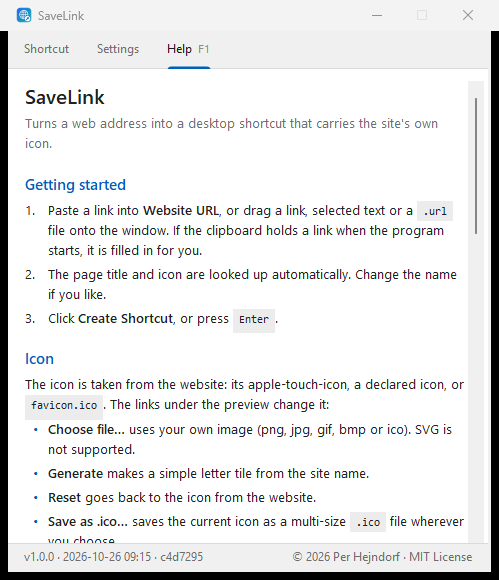 SaveLink
Shortcut Settings Help F1
SaveLink
Turns a web address into a desktop shortcut that carries the site's own
icon.
Getting started
1. Paste a link into Website URL, or drag a link, selected text or a .url
file onto the window. If the clipboard holds a link when the program
starts, it is filled in for you.
2. The page title and icon are looked up automatically. Change the name
if you like.
3. Click Create Shortcut, or press Enter.
Icon
The icon is taken from the website: its apple-touch-icon, a declared icon, or
favicon.ico. The links under the preview change it:
• Choose file... uses your own image (png, jpg, gif, bmp or ico). SVG is
not supported.
• Generate makes a simple letter tile from the site name.
• Reset goes back to the icon from the website.
• Save as .ico... saves the current icon as a multi-size .ico file wherever
you choose.
v1.0.0 · 2026-10-26 09:15 · c4d7295 © 2026 Per Hejndorf · MIT License